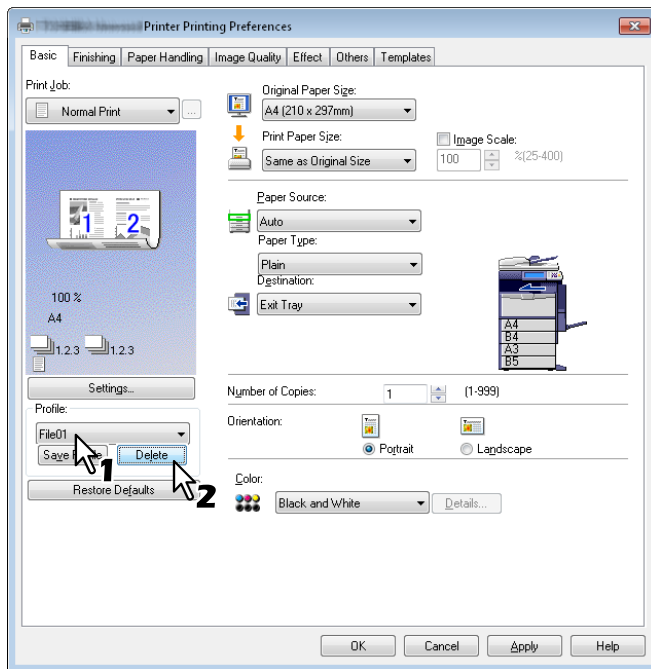 Printer Printing Preferences
Basic Finishing Paper Handling Image Quality Effect Others Templates
Print Job:
Normal Print ...
1 2
100 %
A4
1.2.3 1.2.3
Settings...
Profile:
File01
Delete
1
2
Restore Defaults
Original Paper Size:
A4 (210 x 297mm)
Print Paper Size:
Same as Original Size
Image Scale:
100 %(25-400)
Paper Source:
Auto
Paper Type:
Plain
Destination:
Exit Tray
A4
B4
A3
B5
Number of Copies: 1 (1-999)
Orientation:
Portrait Landscape
Color:
Black and White Details...
OK Cancel Apply Help